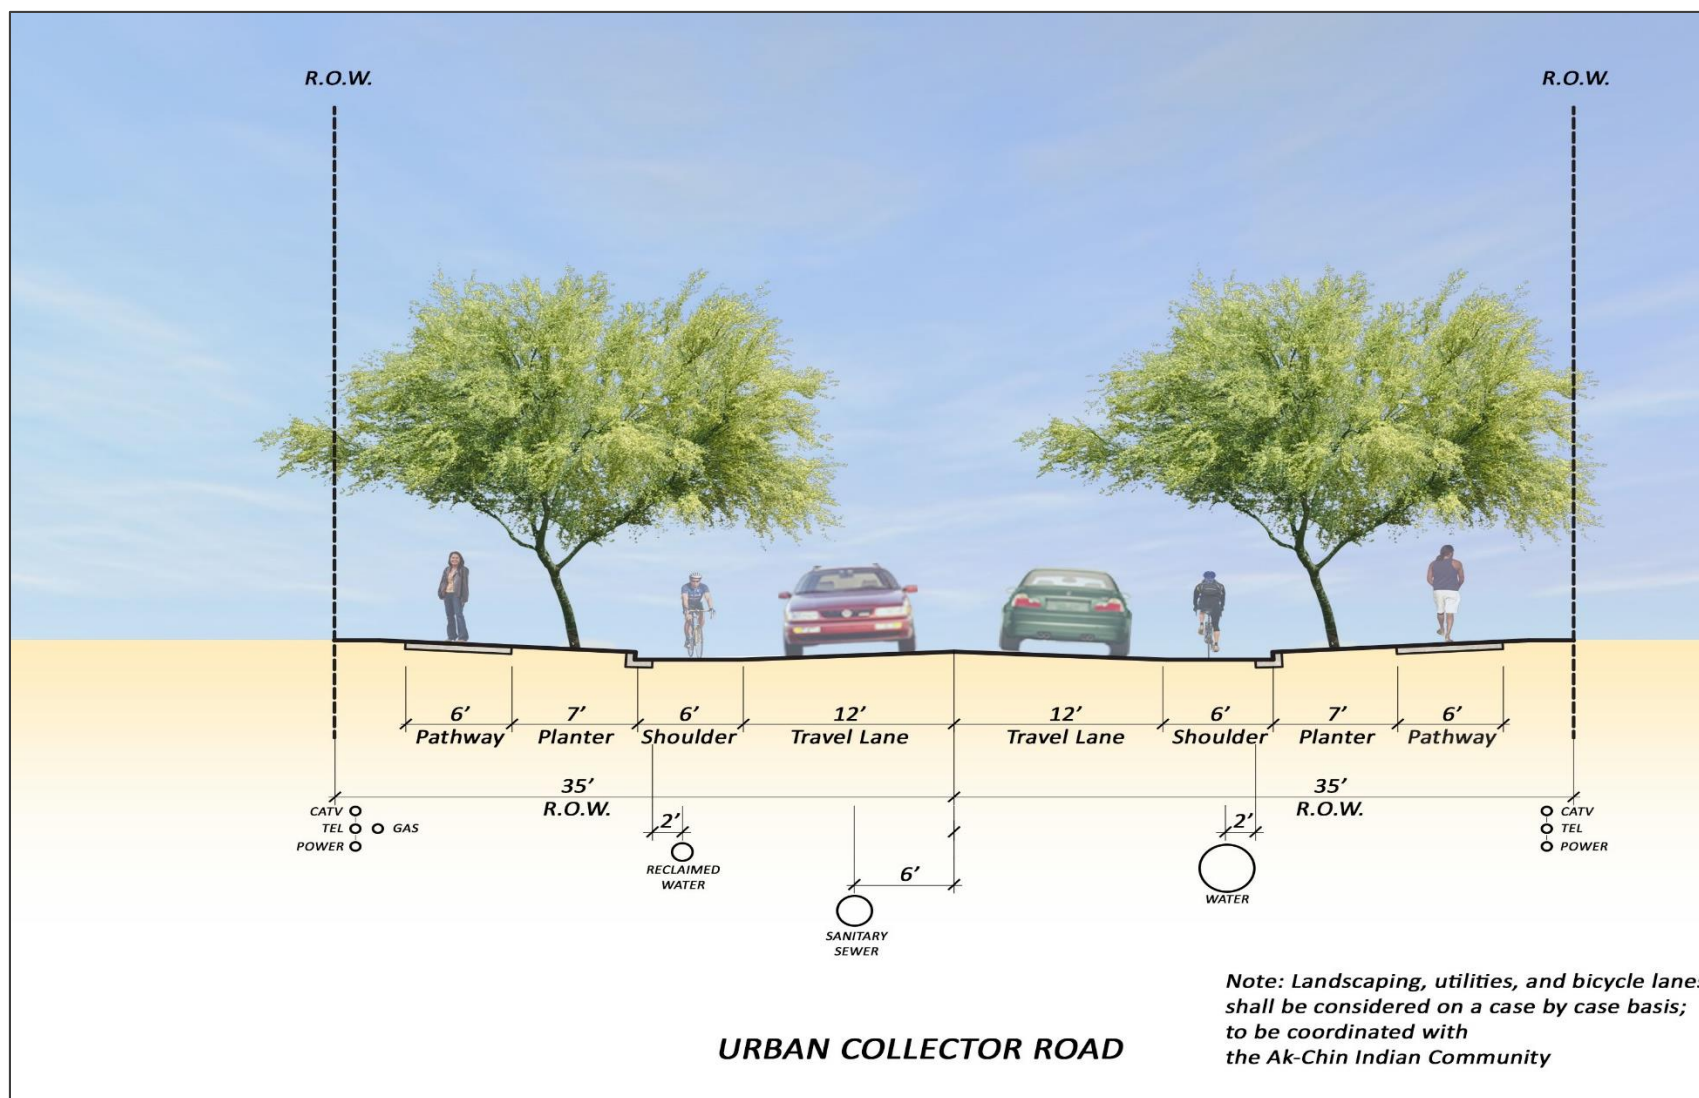 R.O.W.
R.O.W.
6’ 7’ 6’ 12’ 12’ 6’ 7’ 6’
Pathway Planter Shoulder Travel Lane Travel Lane Shoulder Planter Pathway
35’ 35’
R.O.W. R.O.W.
CATV
TEL GAS
POWER
2’
RECLAIMED
WATER
6’
SANITARY
SEWER
2’
WATER
CATV
TEL
POWER
Note: Landscaping, utilities, and bicycle lanes
shall be considered on a case by case basis;
to be coordinated with
the Ak-Chin Indian Community
URBAN COLLECTOR ROAD